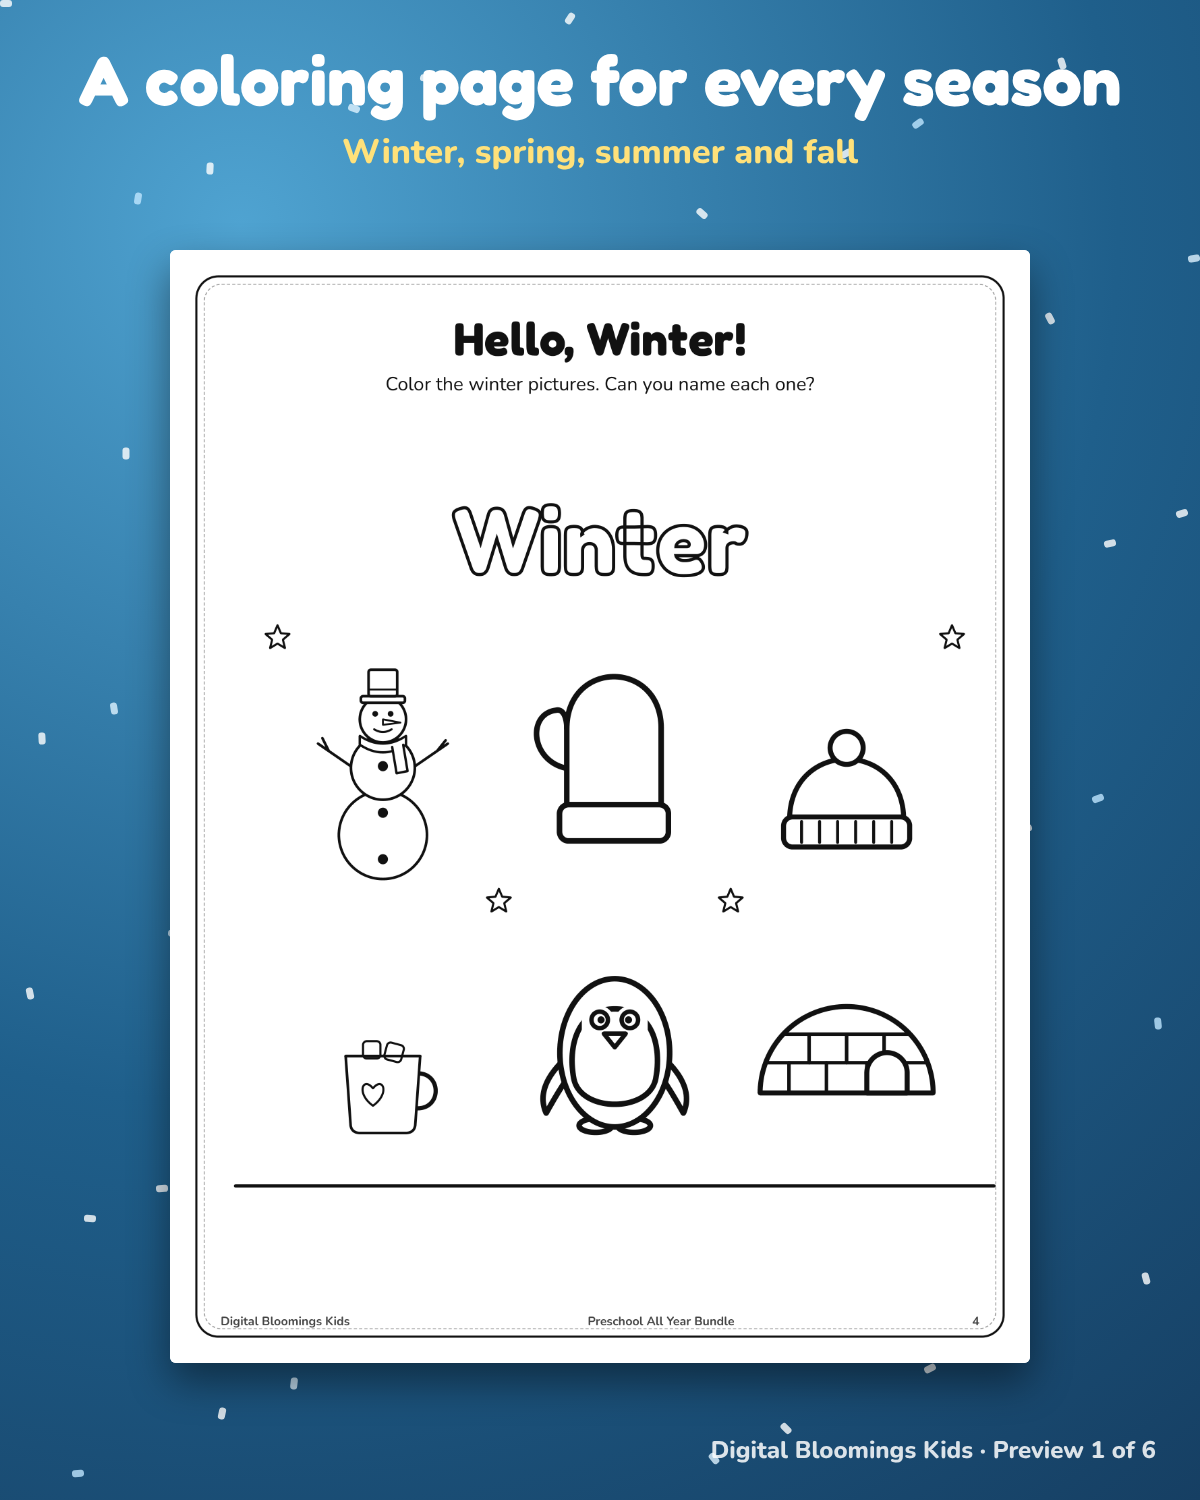 A coloring page for every season
Winter, spring, summer and fall
Hello, Winter!
Color the winter pictures. Can you name each one?
Winter
Digital Bloomings Kids Preschool All Year Bundle 4
Digital Bloomings Kids · Preview 1 of 6